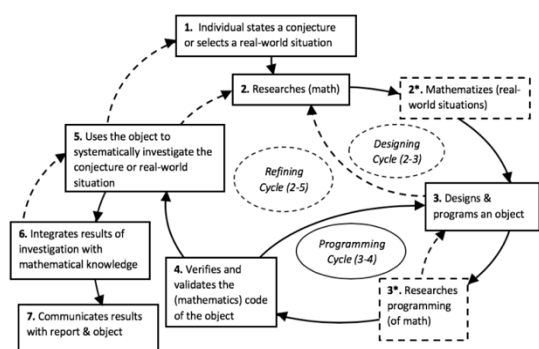 1. Individual states a conjecture
or selects a real-world situation
2. Researches (math)
2*. Mathematizes (real-
world situations)
5. Uses the object to
systematically investigate the
conjecture or real-world
situation
Designing
Cycle (2-3)
Refining
Cycle (2-5)
3. Designs &
programs an object
6. Integrates results of
investigation with
mathematical knowledge
Programming
Cycle (3-4)
4. Verifies and
validates the
(mathematics) code
of the object
3*. Researches
programming
(of math)
7. Communicates results
with report & object